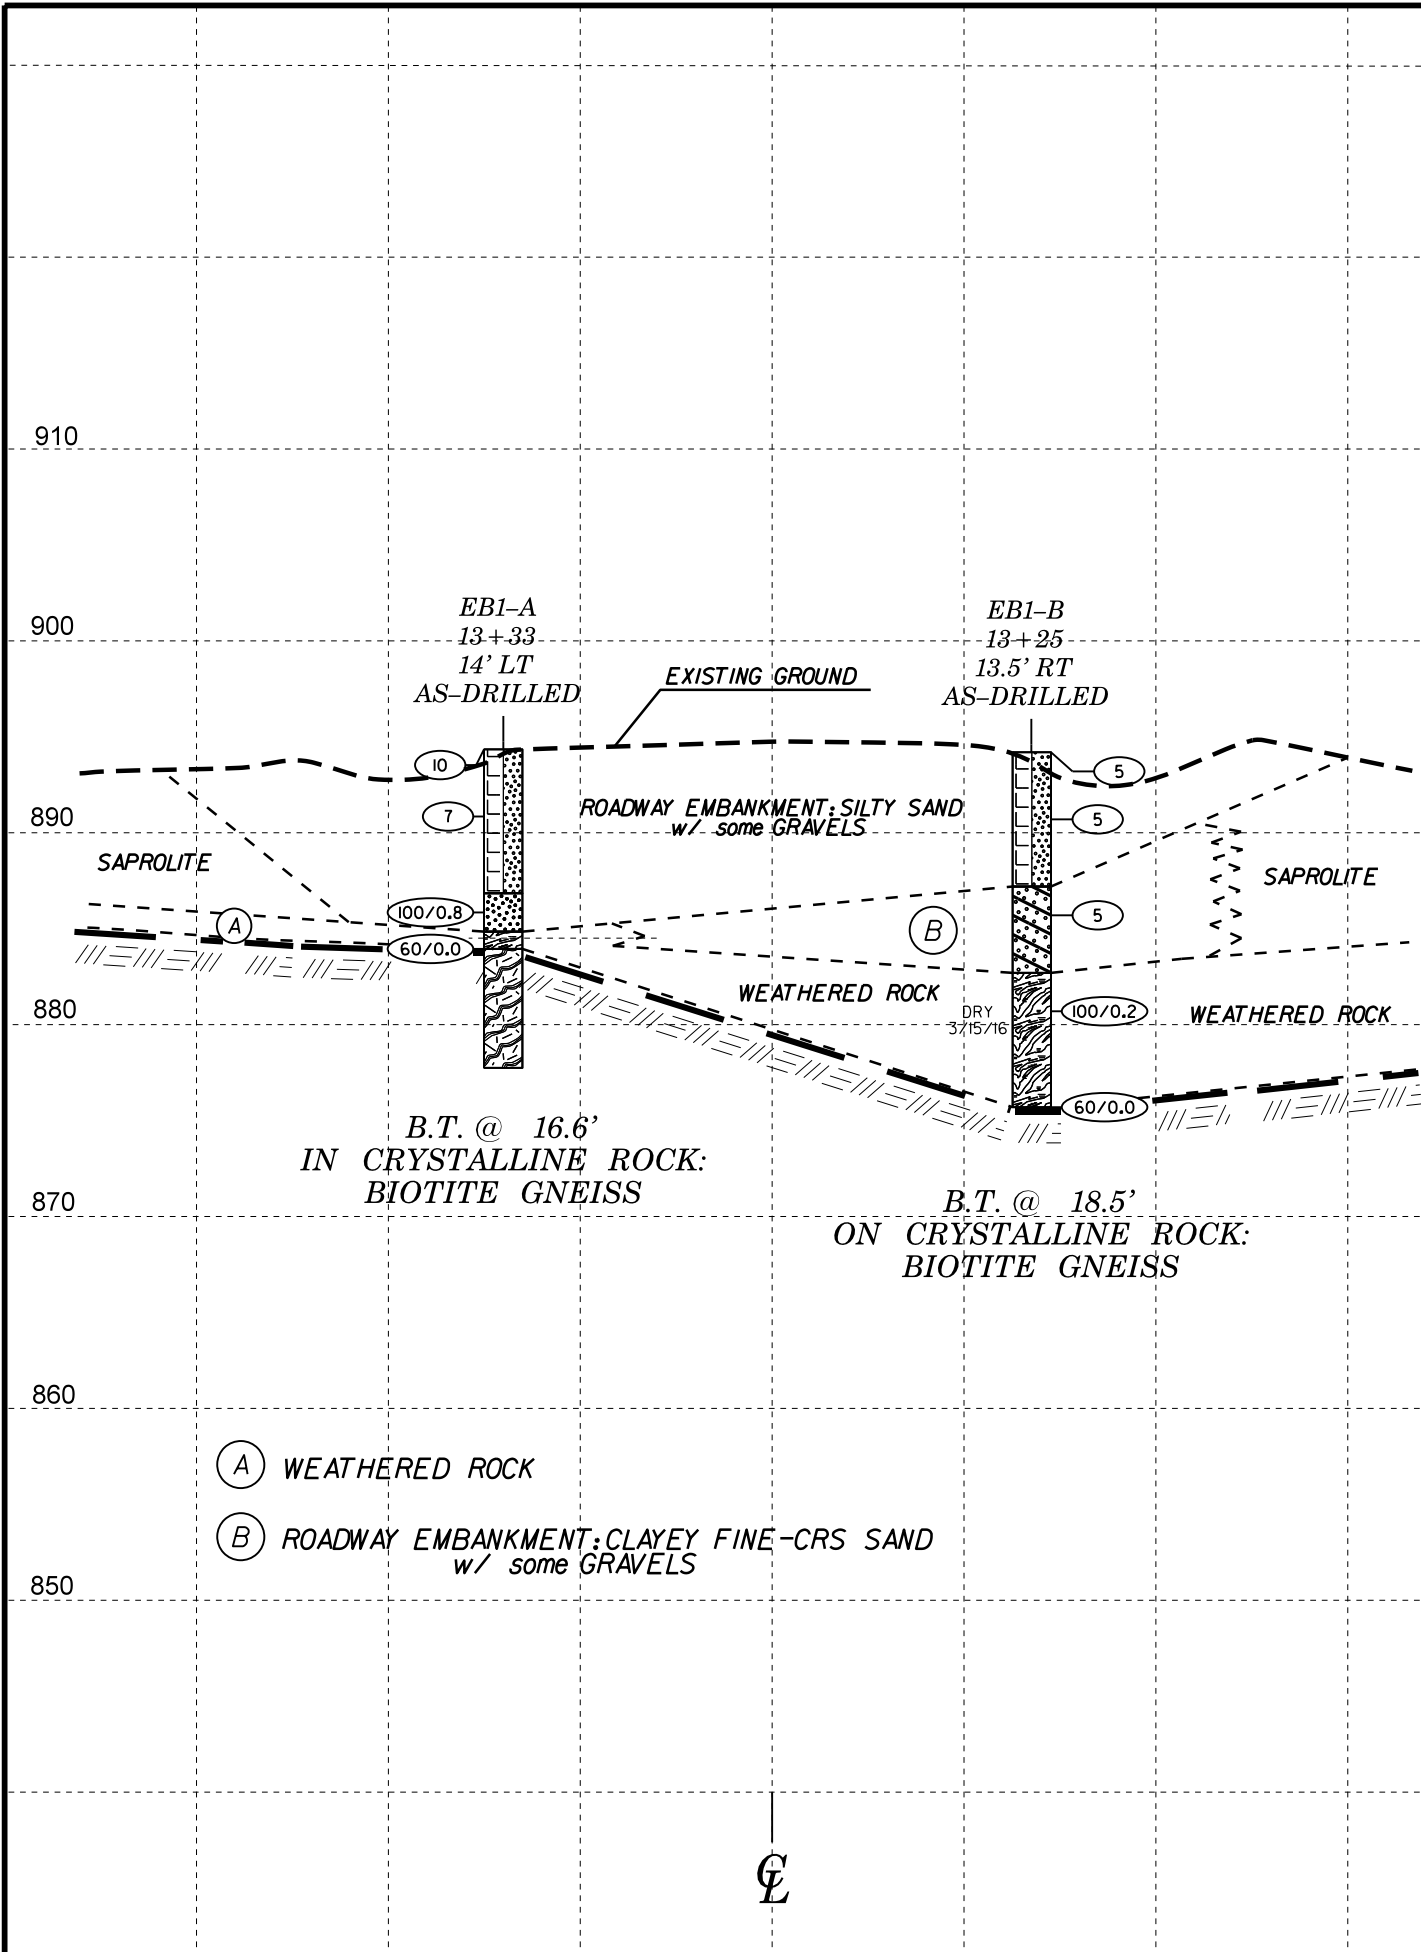 910
900
EB1-A
13+33
14' LT
AS-DRILLED
EB1-B
13+25
13.5' RT
AS-DRILLED
EXISTING GROUND
10
5
890
7
ROADWAY EMBANKMENT: SILTY SAND
w/ some GRAVELS
5
SAPROLITE
SAPROLITE
100/0.8
5
A
B
60/0.0
WEATHERED ROCK
880
DRY
3/15/16
100/0.2
WEATHERED ROCK
60/0.0
B.T. @ 16.6'
IN CRYSTALLINE ROCK:
BIOTITE GNEISS
870
B.T. @ 18.5'
ON CRYSTALLINE ROCK:
BIOTITE GNEISS
860
A WEATHERED ROCK
B ROADWAY EMBANKMENT: CLAYEY FINE-CRS SAND
w/ some GRAVELS
850
℄